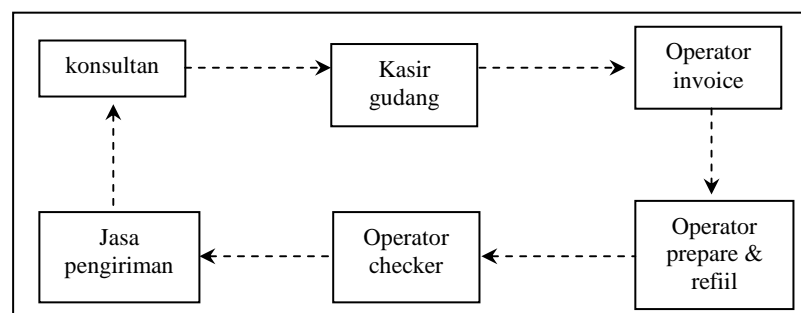 konsultan
Kasir
gudang
Operator
invoice
Jasa
pengiriman
Operator
checker
Operator
prepare &
refiil